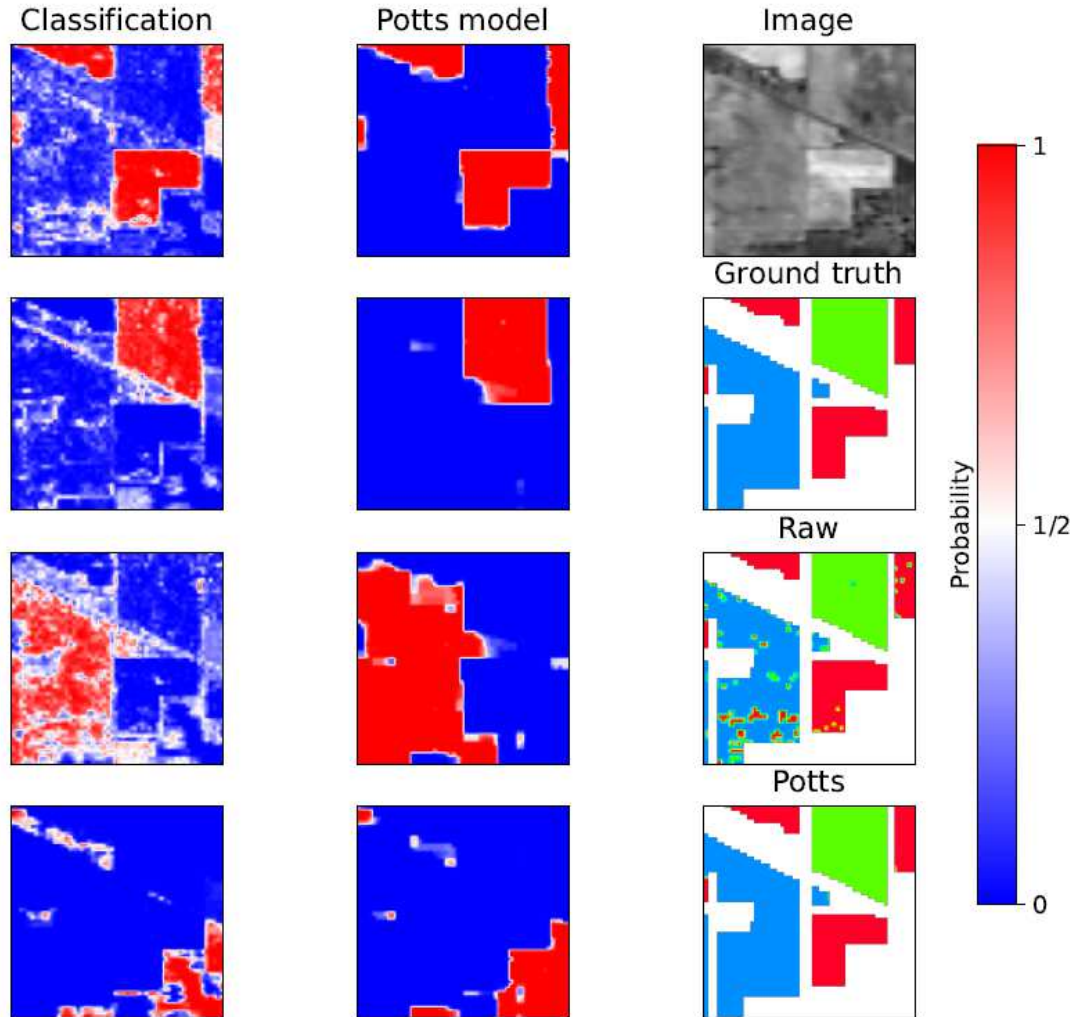 Classification
Potts model
Image
Ground truth
Raw
Potts
Probability
1
1/2
0